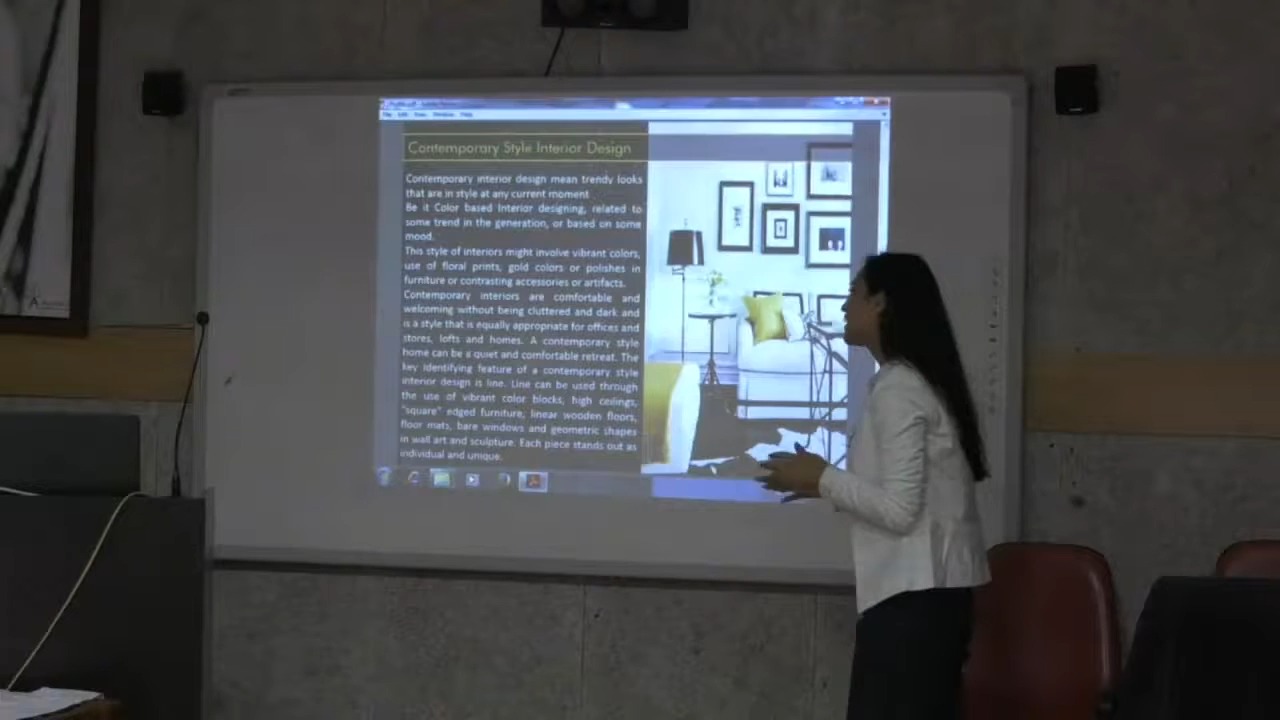 Contemporary Style Interior Design
Contemporary interior design mean trendy looks
that are in style at any current moment
Be it Color based Interior designing, related to
some trend in the generation, or based on some
mood.
This style of interiors might involve vibrant colors,
use of floral prints, gold colors or polishes in
furniture or contrasting accessories or artifacts.
Contemporary interiors are comfortable and
welcoming without being cluttered and dark and
is a style that is equally appropriate for offices and
stores, lofts and homes. A contemporary style
home can be a quiet and comfortable retreat. The
key identifying feature of a contemporary style
interior design is line. Line can be used through
the use of vibrant color blocks, high ceilings,
"square" edged furniture, linear wooden floors,
floor mats, bare windows and geometric shapes
in wall art and sculpture. Each piece stands out as
individual and unique.